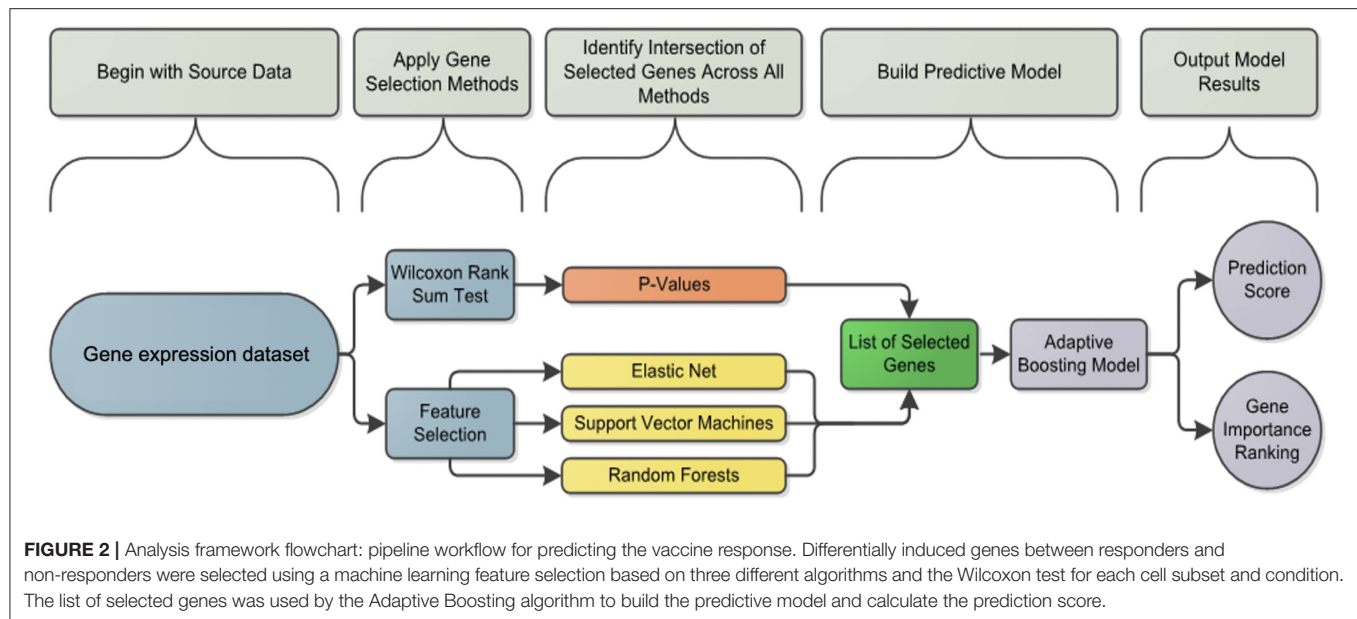 Begin with Source Data
Apply Gene
Selection Methods
Identify Intersection of
Selected Genes Across All
Methods
Build Predictive Model
Output Model
Results
Gene expression dataset
Wilcoxon Rank
Sum Test
P-Values
Feature
Selection
Elastic Net
Support Vector Machines
Random Forests
List of Selected
Genes
Adaptive
Boosting Model
Prediction
Score
Gene
Importance
Ranking
FIGURE 2 | Analysis framework flowchart: pipeline workflow for predicting the vaccine response. Differentially induced genes between responders and
non-responders were selected using a machine learning feature selection based on three different algorithms and the Wilcoxon test for each cell subset and condition.
The list of selected genes was used by the Adaptive Boosting algorithm to build the predictive model and calculate the prediction score.